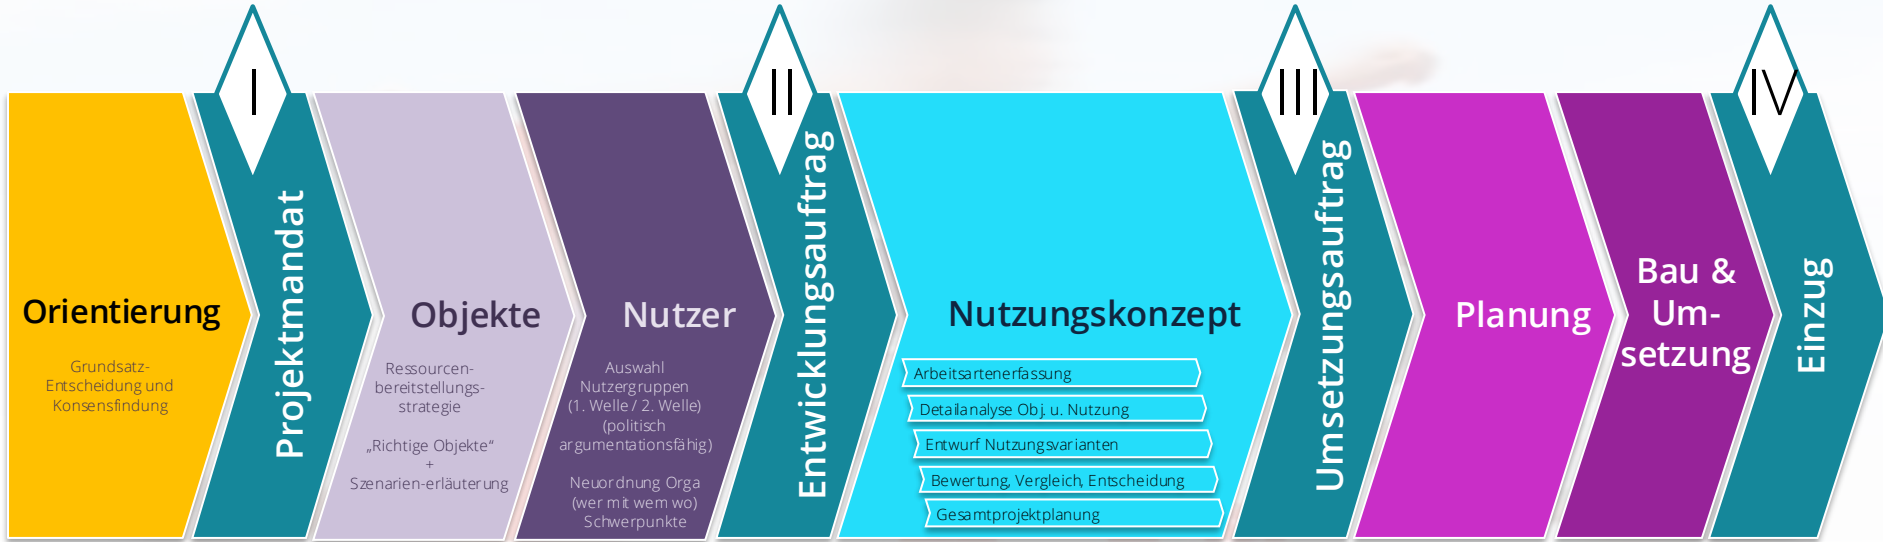 Orientierung
Grundsatz-
Entscheidung und
Konsensfindung
I
Projektmandat
Objekte
Ressourcen-
bereitstellungs-
strategie
„Richtige Objekte“
+
Szenarien-erläuterung
Nutzer
Auswahl
Nutzergruppen
(1. Welle / 2. Welle)
(politisch
argumentationsfähig)
Neuordnung Orga
(wer mit wem wo)
Schwerpunkte
II
Entwicklungsauftrag
Nutzungskonzept
Arbeitsartenerfassung
Detailanalyse Obj. u. Nutzung
Entwurf Nutzungsvarianten
Bewertung, Vergleich, Entscheidung
Gesamtprojektplanung
III
Umsetzungsauftrag
Planung
Bau &
Um-
setzung
IV
Einzug